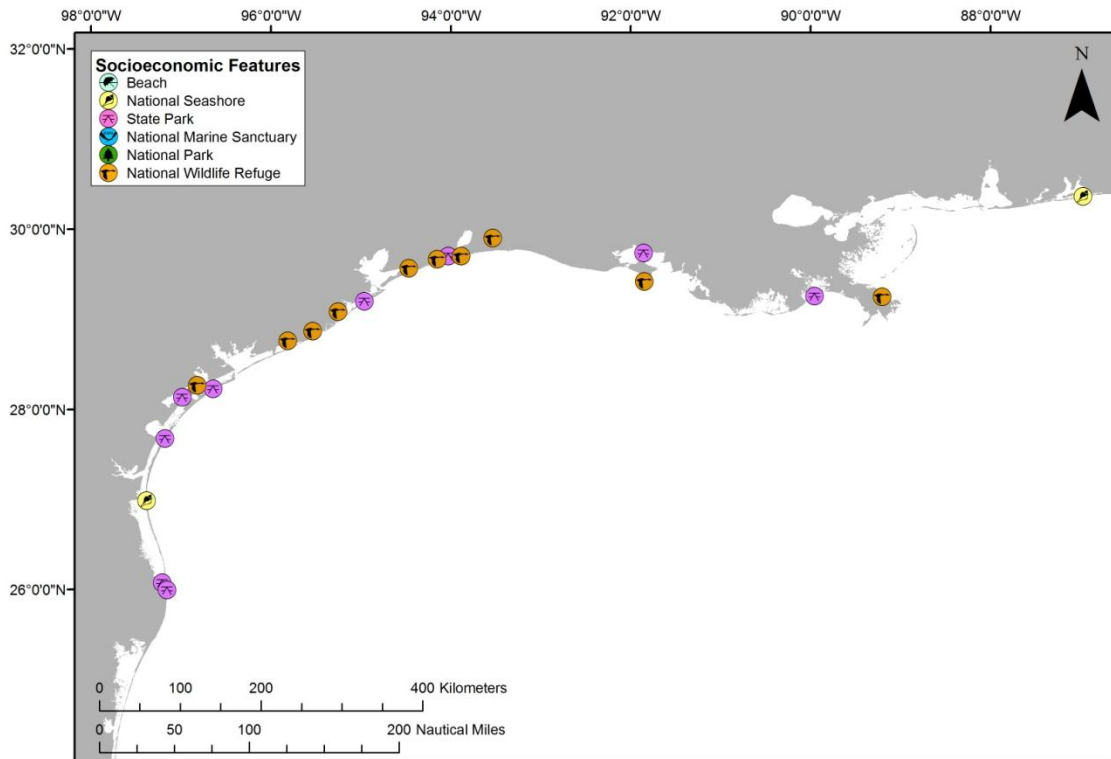 98°0'0"W 96°0'0"W 94°0'0"W 92°0'0"W 90°0'0"W 88°0'0"W
32°0'0"N
Socioeconomic Features
Beach
National Seashore
State Park
National Marine Sanctuary
National Park
National Wildlife Refuge
N
30°0'0"N
28°0'0"N
26°0'0"N
0 100 200 400 Kilometers
0 50 100 200 Nautical Miles